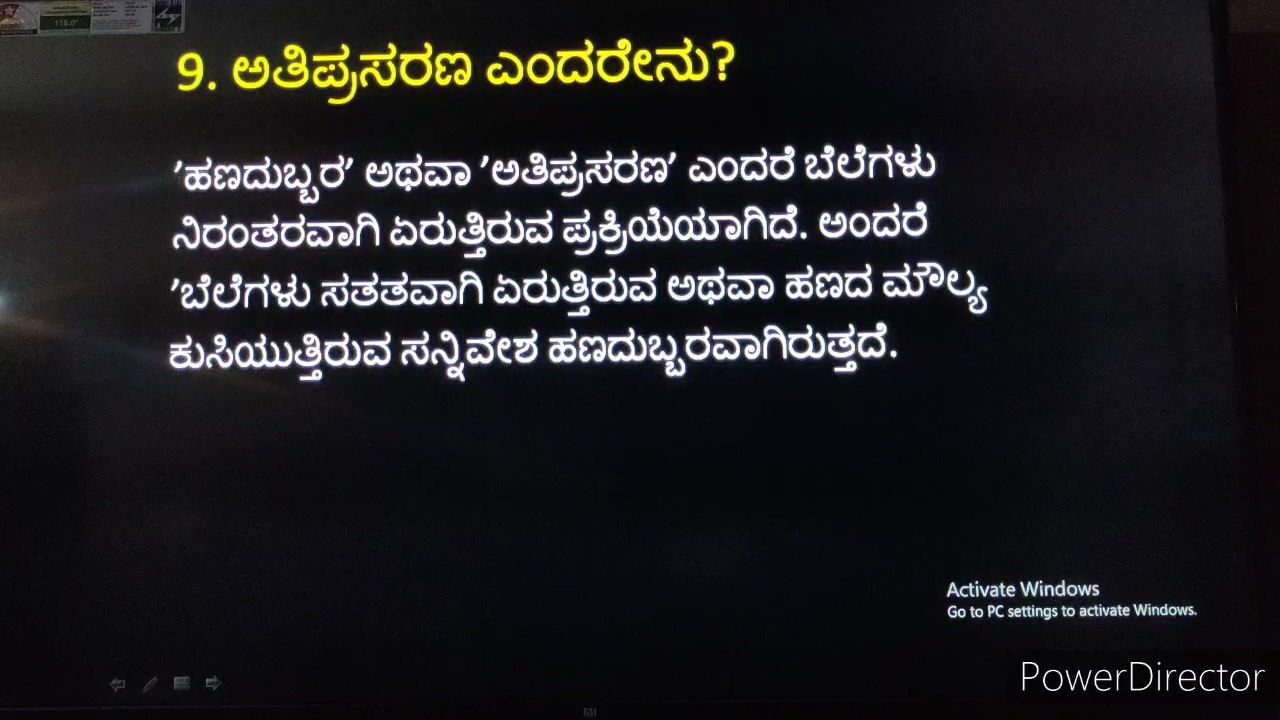 9. ಅತಿಪ್ರಸರಣ ಎಂದರೇನು?
'ಹಣದುಬ್ಬರ' ಅಥವಾ 'ಅತಿಪ್ರಸರಣ' ಎಂದರೆ ಬೆಲೆಗಳು
ನಿರಂತರವಾಗಿ ಏರುತ್ತಿರುವ ಪ್ರಕ್ರಿಯೆಯಾಗಿದೆ. ಅಂದರೆ
'ಬೆಲೆಗಳು ಸತತವಾಗಿ ಏರುತ್ತಿರುವ ಅಥವಾ ಹಣದ ಮೌಲ್ಯ
ಕುಸಿಯುತ್ತಿರುವ ಸನ್ನಿವೇಶ ಹಣದುಬ್ಬರವಾಗಿರುತ್ತದೆ.
Activate Windows
Go to PC settings to activate Windows.
PowerDirector
mi